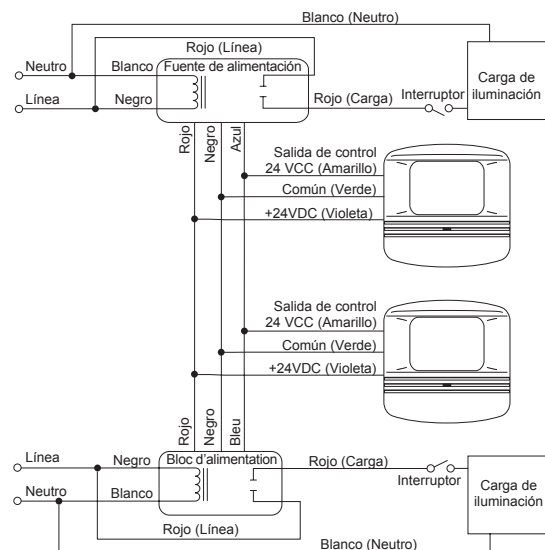 Blanco (Neutro)
Rojo (Línea)
Neutro
Blanco
Fuente de alimentación
Carga de
iluminación
Línea
Negro
Rojo (Carga)
Interruptor
Rojo
Negro
Azul
Salida de control
24 VCC (Amarillo)
Común (Verde)
+24VDC (Violeta)
Salida de control
24 VCC (Amarillo)
Común (Verde)
+24VDC (Violeta)
Rojo
Negro
Bleu
Línea
Negro
Bloc d'alimentation
Rojo (Carga)
Interruptor
Carga de
iluminación
Neutro
Blanco
Rojo (Línea)
Blanco (Neutro)